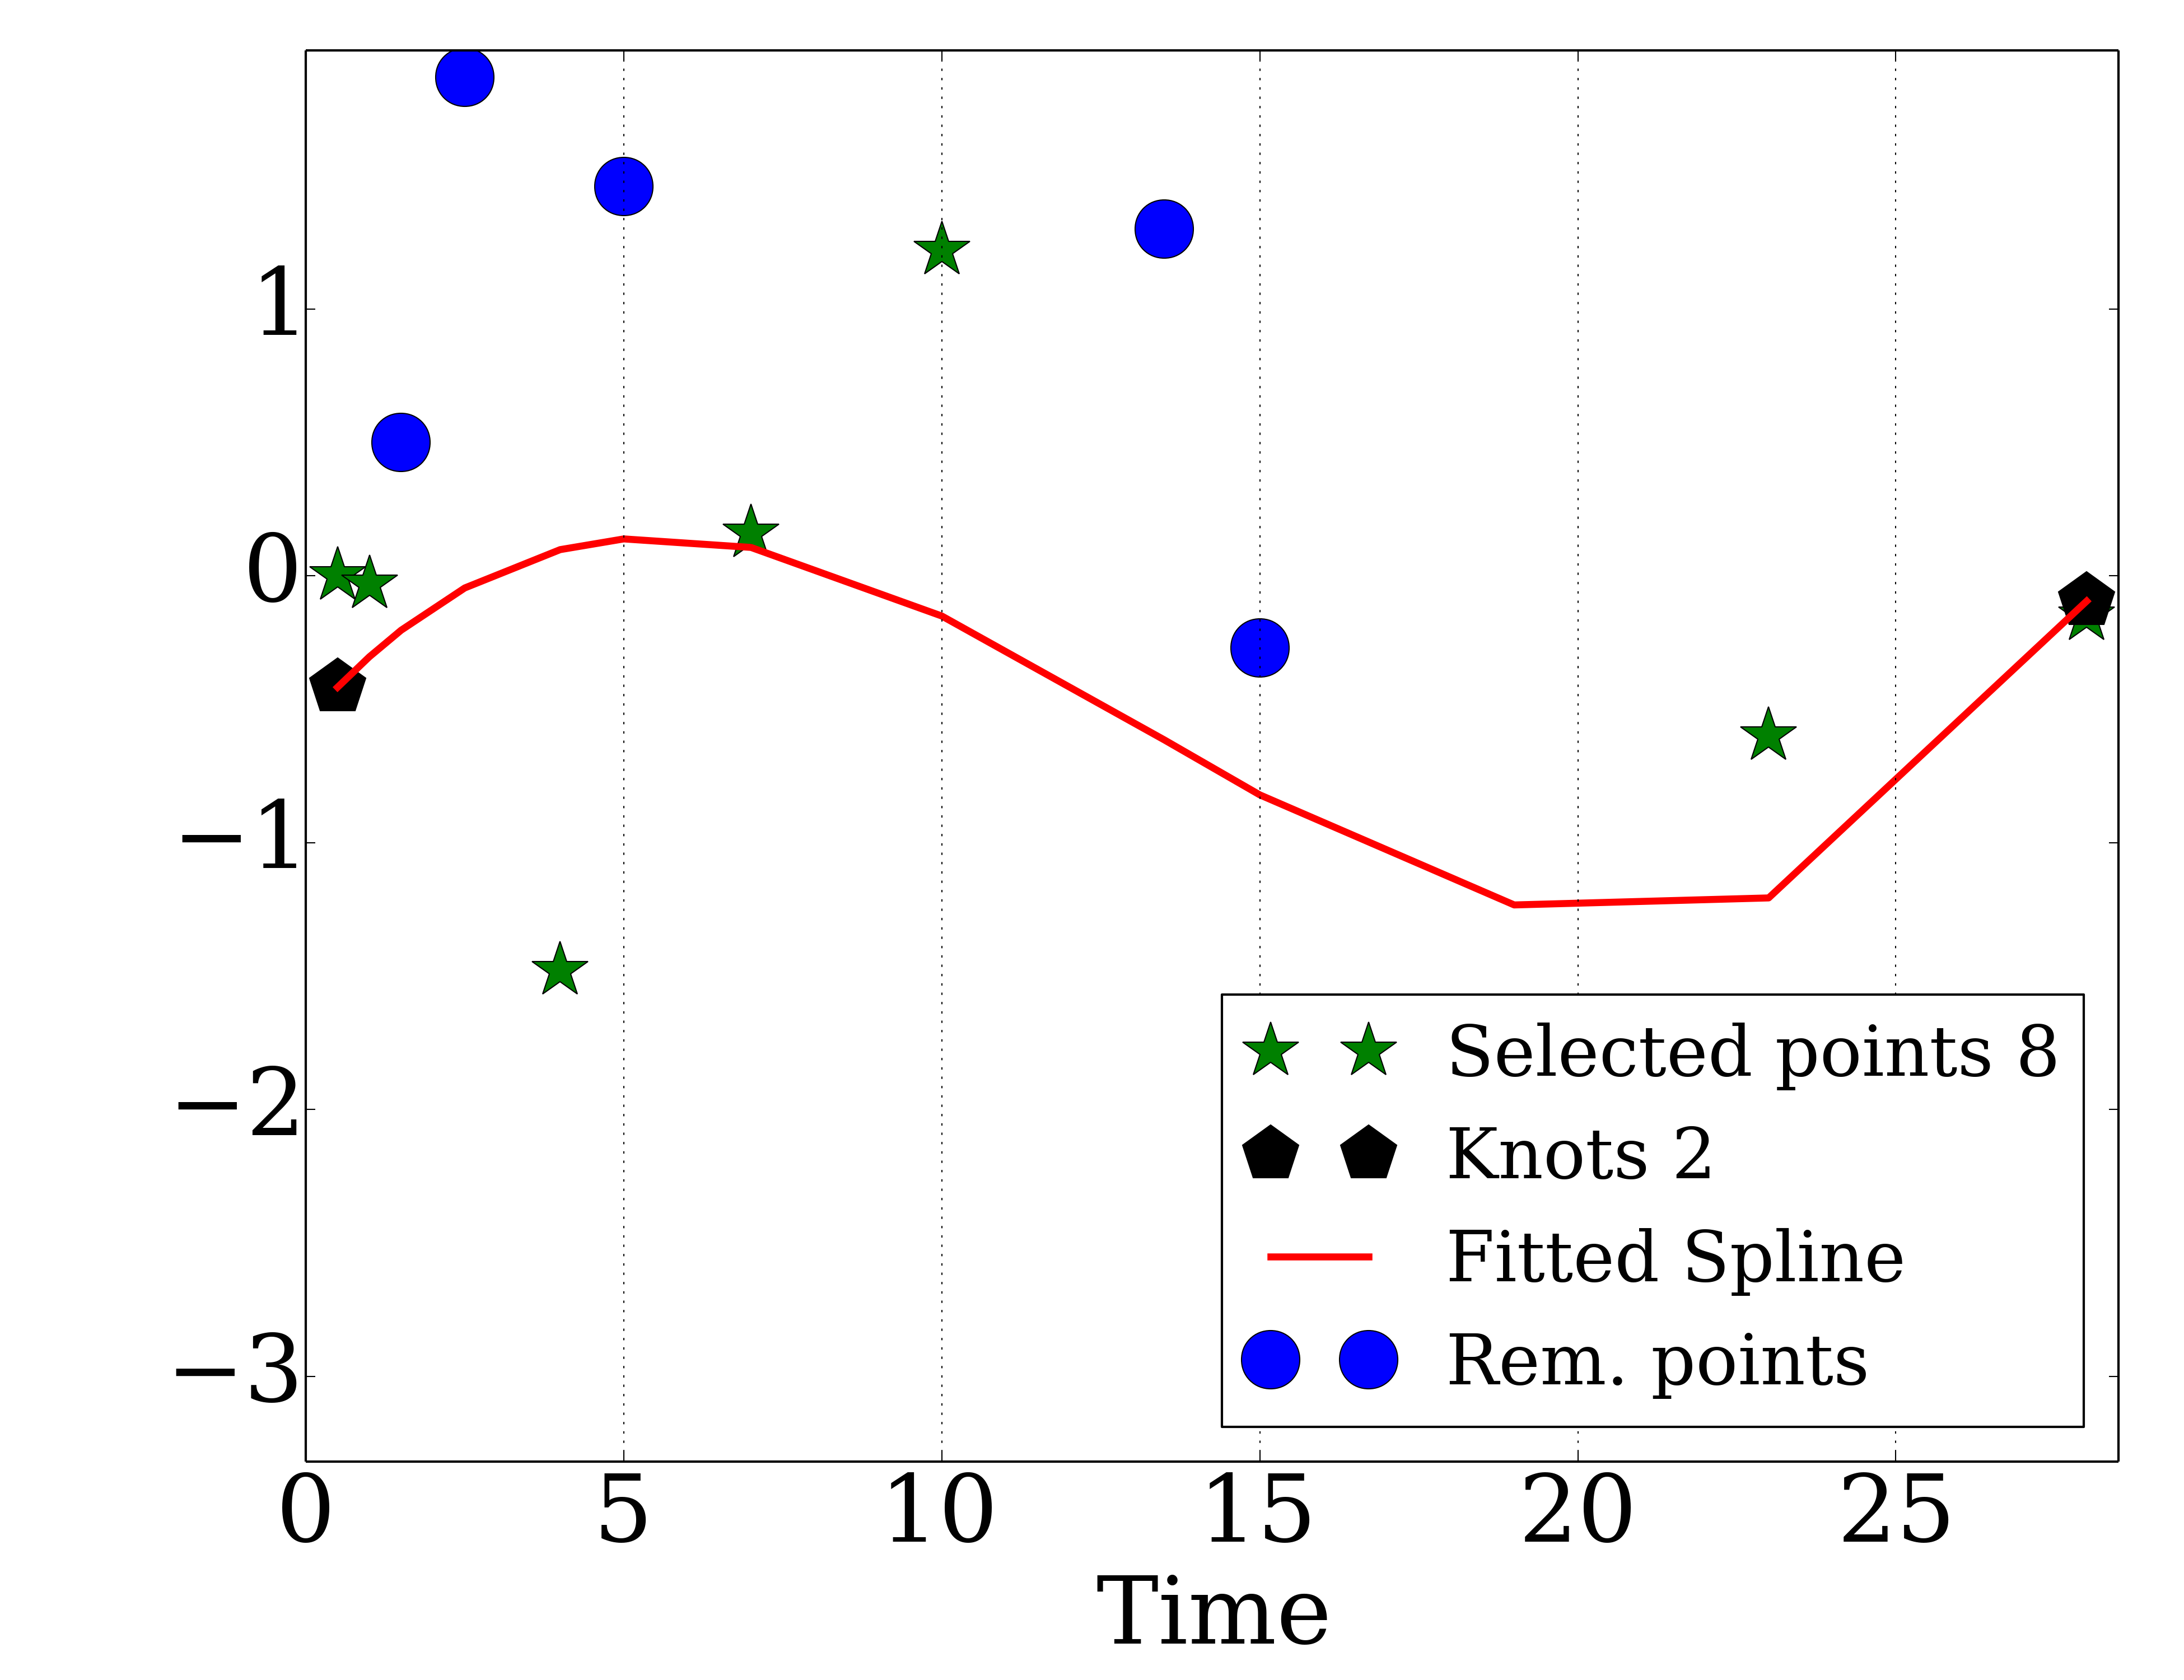 1
0
−1
−2
−3
0 5 10 15 20 25
Time
Selected points 8
Knots 2
Fitted Spline
Rem. points